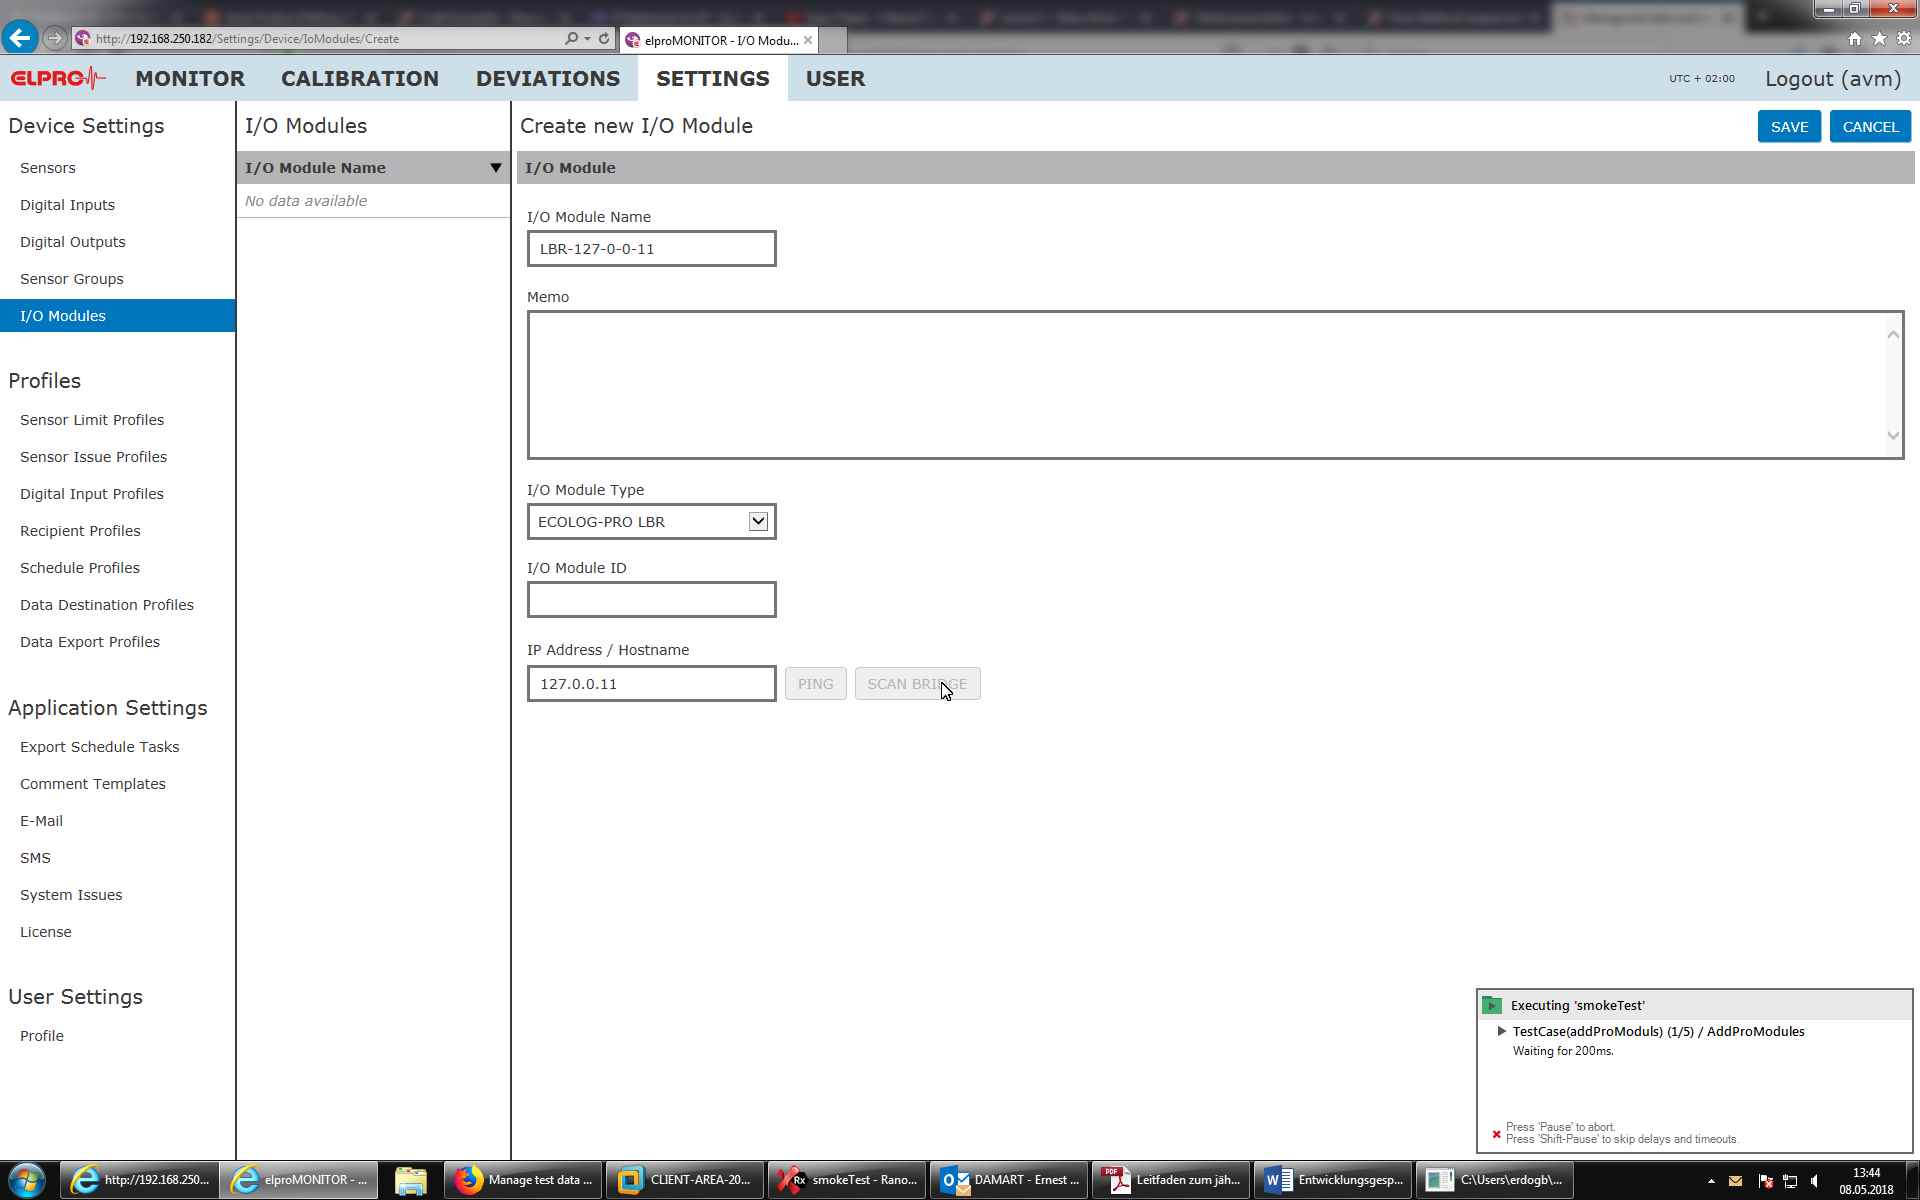 http://192.168.250.182/Settings/Device/IoModules/Create
elproMONITOR - I/O Modu...
ELPRO
MONITOR
CALIBRATION
DEVIATIONS
SETTINGS
USER
UTC + 02:00
Logout (avm)
Device Settings
Sensors
Digital Inputs
Digital Outputs
Sensor Groups
I/O Modules
Profiles
Sensor Limit Profiles
Sensor Issue Profiles
Digital Input Profiles
Recipient Profiles
Schedule Profiles
Data Destination Profiles
Data Export Profiles
Application Settings
Export Schedule Tasks
Comment Templates
E-Mail
SMS
System Issues
License
User Settings
Profile
I/O Modules
I/O Module Name
No data available
Create new I/O Module
SAVE
CANCEL
I/O Module
I/O Module Name
LBR-127-0-0-11
Memo
I/O Module Type
ECOLOG-PRO LBR
I/O Module ID
IP Address / Hostname
127.0.0.11
PING
SCAN BRIDGE
Executing 'smokeTest'
TestCase(addProModuls) (1/5) / AddProModules
Waiting for 200ms.
Press 'Pause' to abort.
Press 'Shift-Pause' to skip delays and timeouts.
http://192.168.250...
elproMONITOR - ...
Manage test data ...
CLIENT-AREA-20...
Rx
smokeTest - Rano...
DAMART - Ernest ...
PDF
Leitfaden zum jäh...
Entwicklungsgesp...
C:\Users\erdogb\...
13:44
08.05.2018